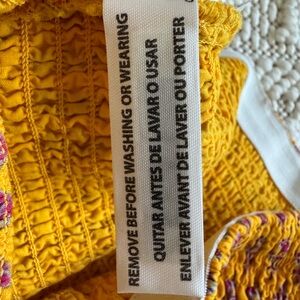 REMOVE BEFORE WASHING OR WEARING
QUITAR ANTES DE LAVAR O USAR
ENLEVER AVANT DE LAVER OU PORTER